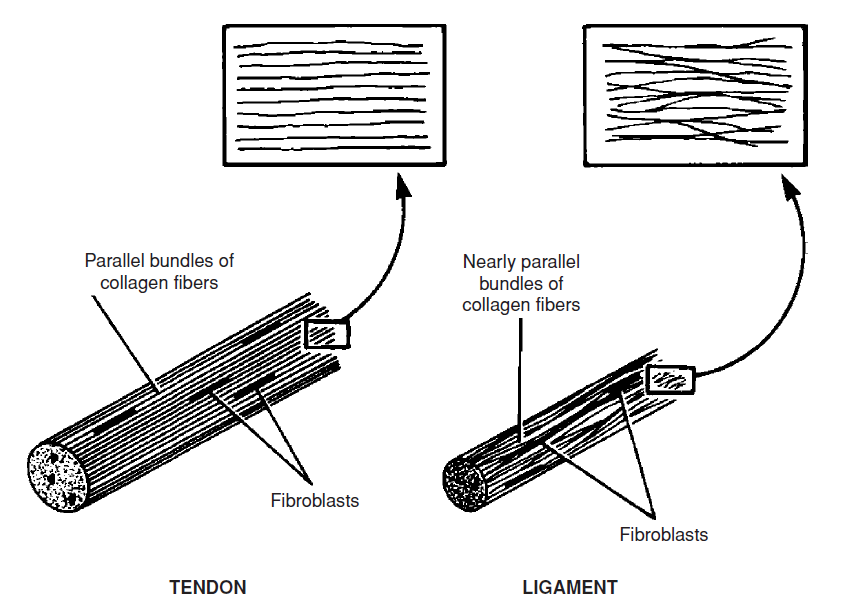 Parallel bundles of
collagen fibers
Nearly parallel
bundles of
collagen fibers
Fibroblasts
Fibroblasts
TENDON
LIGAMENT